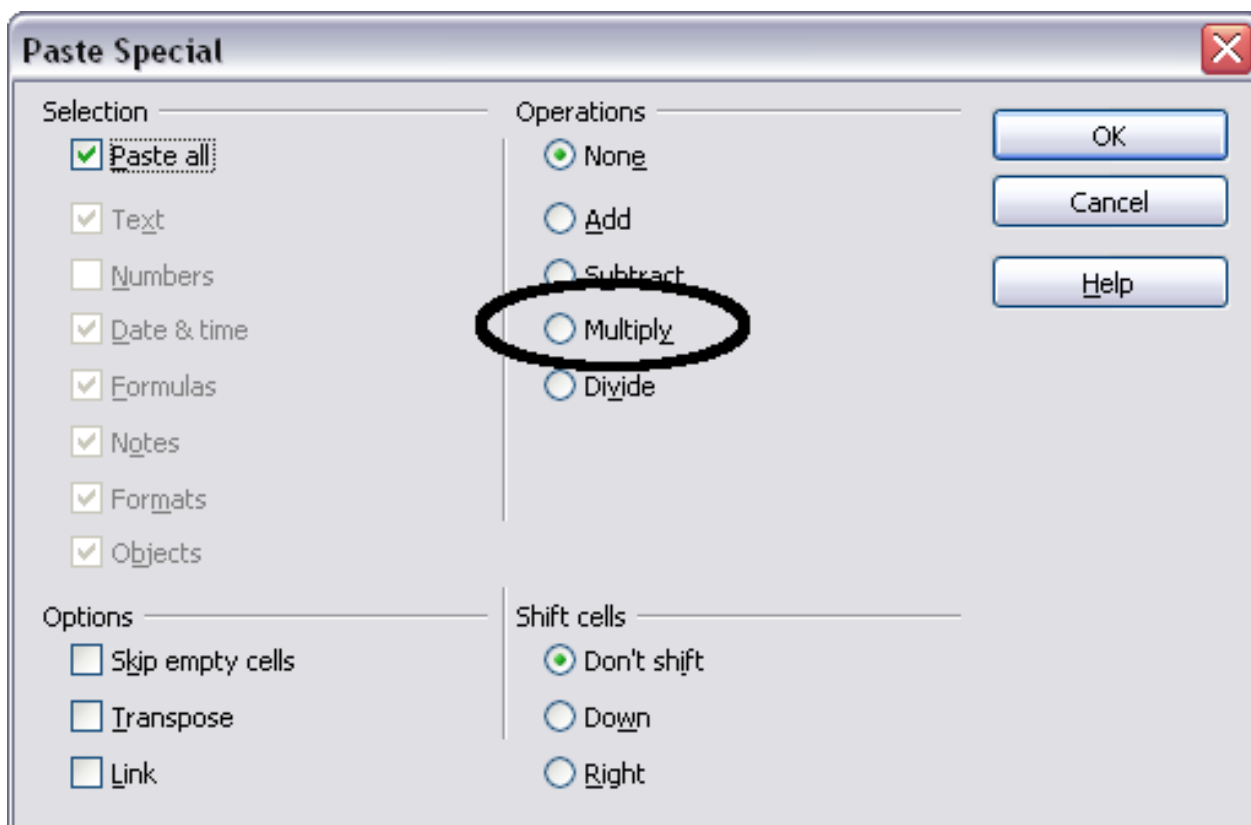 Paste Special
Selection
Paste all
Text
Numbers
Date & time
Formulas
Notes
Formats
Objects
Operations
None
Add
Subtract
Multiply
Divide
OK
Cancel
Help
Options
Skip empty cells
Transpose
Link
Shift cells
Don't shift
Down
Right